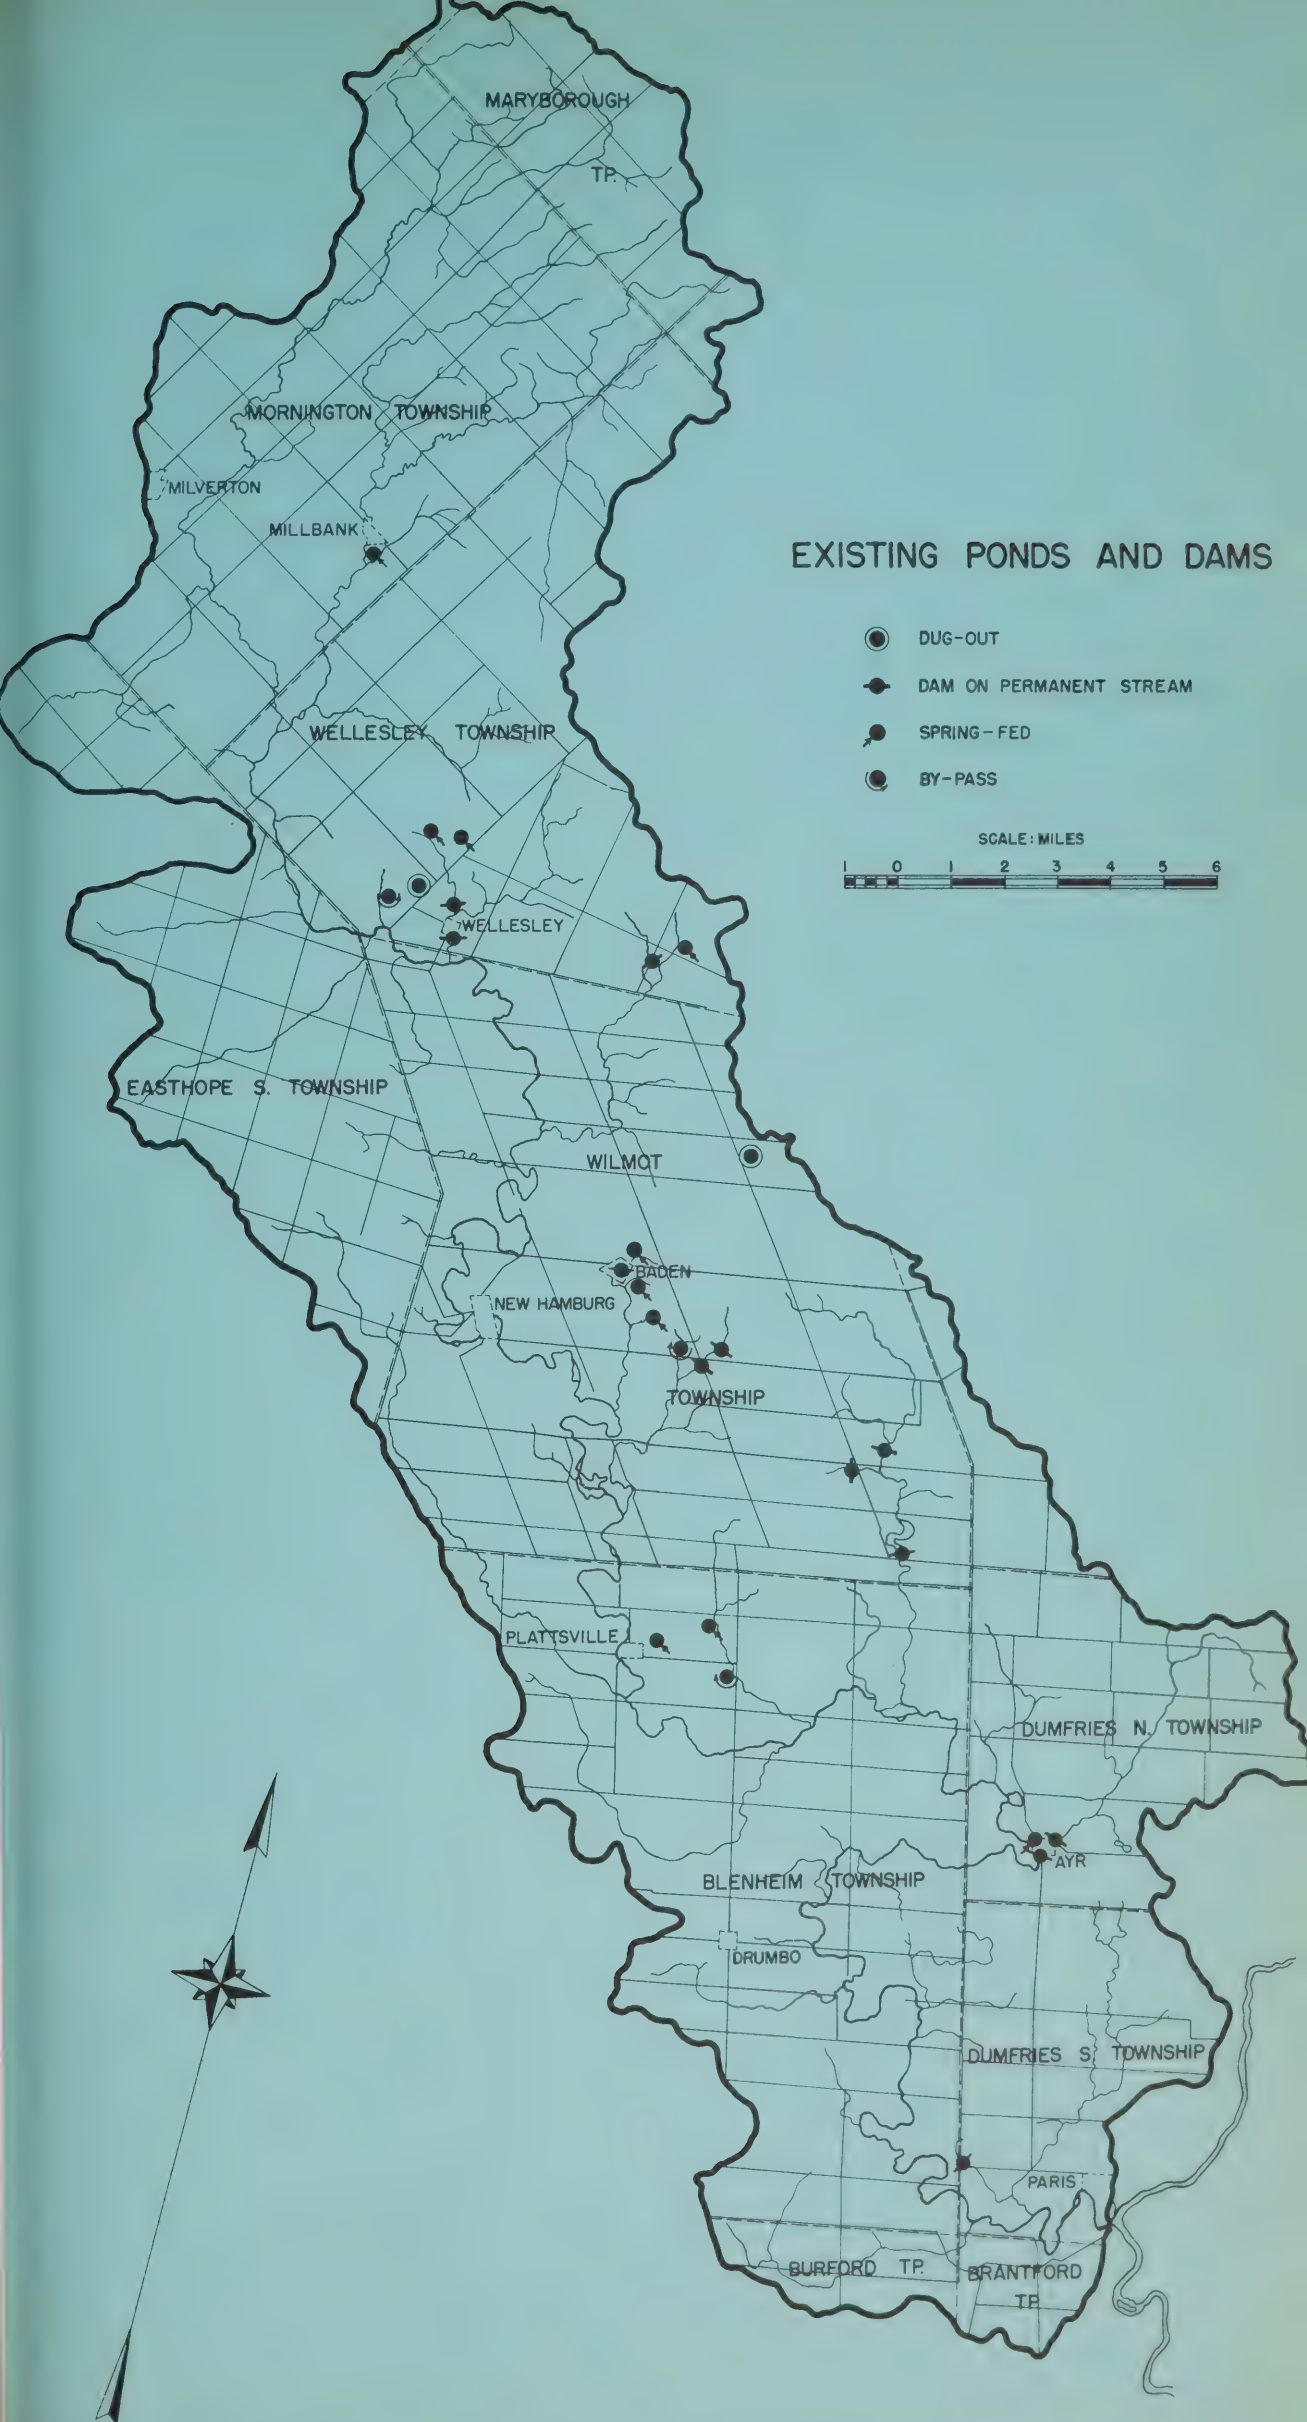 MARYBOROUGH
TP.
MORNINGTON TOWNSHIP
MILVERTON
MILLBANK
EXISTING PONDS AND DAMS
DUG-OUT
DAM ON PERMANENT STREAM
SPRING-FED
BY-PASS
SCALE: MILES
1 0 1 2 3 4 5 6
WELLESLEY TOWNSHIP
WELLESLEY
EASTHOPE S. TOWNSHIP
WILMOT
BADEN
NEW HAMBURG
TOWNSHIP
PLATTSVILLE
DUMFRIES N. TOWNSHIP
AYR
BLENHEIM TOWNSHIP
DRUMBO
DUMFRIES S. TOWNSHIP
PARIS
BURFORD TP.
BRANTFORD
TP.